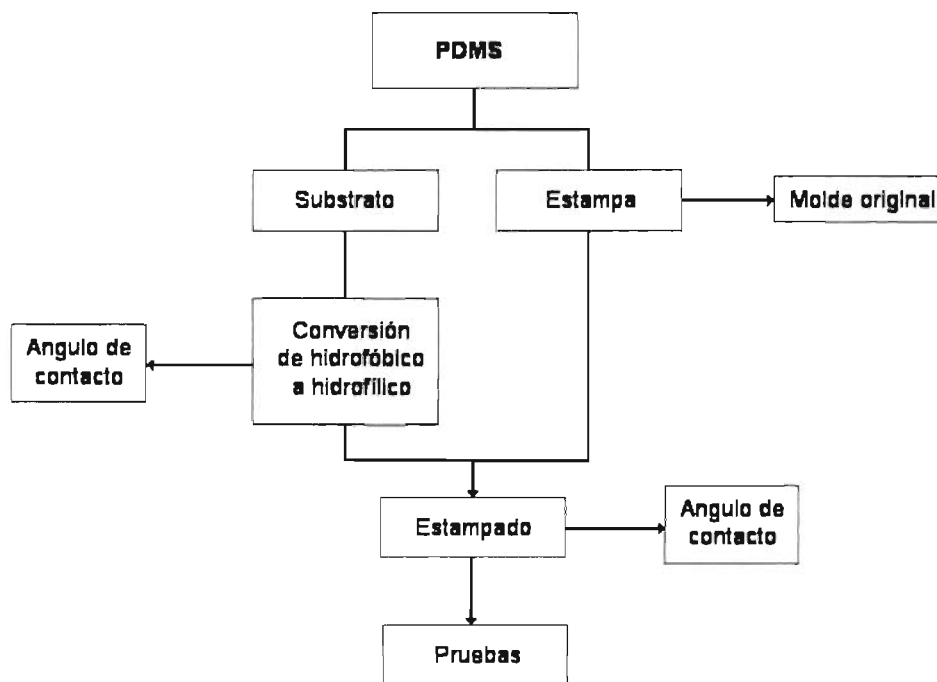 PDMS
Substrato
Estampa
Molde original
Conversión
de hidrofóbico
a hidrofílico
Angulo de
contacto
Estampado
Angulo de
contacto
Pruebas